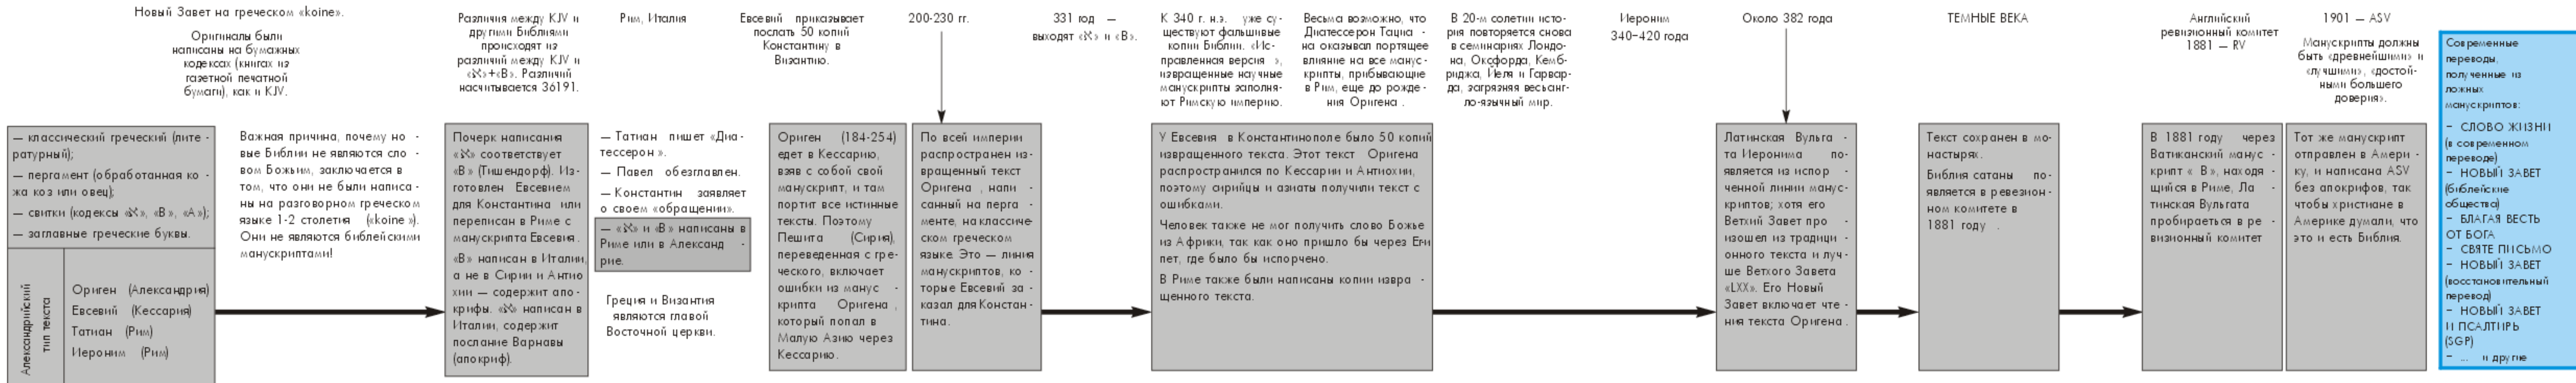 Новый Завет на греческом «koine».
Оригиналы были
написаны на бумажных
кодексах (книгах из
газетной печатной
бумаги), как и KJV.
Различия между KJV и
другими Библиями
происходят из
различий между KJV и
«ℵ»+«B». Различий
насчитывается 36191.
Рим, Италия
Евсевий приказывает
послать 50 копий
Константину в
Византию.
200-230 гг.
331 год —
выходят «ℵ» и «B».
К 340 г. н.э. уже су-
ществуют фальшивые
копии Библии. «Ис-
правленная версия »,
извращенные научные
манускрипты заполня-
ют Римскую империю.
Весьма возможно, что
Диатессерон Тациа -
на оказывал портящее
влияние на все манус-
крипты, прибывающие
в Рим, еще до рожде-
ния Оригена .
В 20-м солетии исто-
рия повторяется снова
в семинариях Лондо-
на, Оксфорда, Кемб-
риджа, Йеля и Гарвар-
да, загрязняя весьанг-
ло-язычный мир.
Иероним
340-420 года
Около 382 года
ТЕМНЫЕ ВЕКА
Английский
ревизионный комитет
1881 — RV
1901 — ASV
Манускрипты должны
быть «древнейшими» и
«лучшими», «достой-
ными большего
доверия».
— классический греческий (лите -
ратурный);
— пергамент (обработанная ко -
жа коз или овец);
— свитки (кодексы «ℵ», «B», «A»);
— заглавные греческие буквы.
Александрийский
тип текста
Ориген (Александрия)
Евсевий (Кессария)
Татиан (Рим)
Иероним (Рим)
Важная причина, почему но -
вые Библии не являются сло -
вом Божьим, заключается в
том, что они не были написа -
ны на разговорном греческом
языке 1-2 столетия («koine »).
Они не являются библейскими
манускриптами!
Почерк написания
«ℵ» соответствует
«B» (Тишендорф). Из-
готовлен Евсевием
для Константина или
переписан в Риме с
манускрипта Евсевия.
«B» написан в Италии,
а не в Сирии и Антио -
хии — содержит апо -
крифы. «ℵ» написан в
Италии, содержит
послание Варнавы
(апокриф).
— Татиан пишет «Диа -
тессерон ».
— Павел обезглавлен.
— Константин заявляет
о своем «обращении».
— «ℵ» и «B» написаны в
Риме или в Александ -
рие.
Греция и Византия
являются главой
Восточной церкви.
Ориген (184-254)
едет в Кессарию,
взяв с собой свой
манускрипт, и там
портит все истинные
тексты. Поэтому
Пешита (Сирия),
переведенная с гре-
ческого, включает
ошибки из манус -
крипта Оригена ,
который попал в
Малую Азию через
Кессарию.
По всей империи
распространен из-
вращенный текст
Оригена , напи -
санный на перга -
менте, наклассиче-
ском греческом
языке. Это — линия
манускриптов, ко -
торые Евсевий за -
казал для Констан -
тина.
У Евсевия в Константинополе было 50 копий
извращенного текста. Этот текст Оригена
распространился по Кессарии и Антиохии,
поэтому сирийцы и азиаты получили текст с
ошибками.
Человек также не мог получить слово Божье
из Африки, так как оно пришло бы через Еги
пет, где было бы испорчено.
В Риме также были написаны копии извра -
щенного текста.
Латинская Вульга -
та Иеронима по-
является из испор -
ченной линии манус-
криптов; хотя его
Ветхий Завет про -
изошел из традици -
онного текста и луч-
ше Ветхого Завета
«LXX». Его Новый
Завет включает чте -
ния текста Оригена .
Текст сохранен в мо-
настырях.
Библия сатаны по-
является в ревезион -
ном комитете в
1881 году .
В 1881 году через
Ватиканский манус -
крипт « B», находя -
щийся в Риме, Ла -
тинская Вульгата
пробираеться в ре -
визионный комитет
Тот же манускрипт
отправлен в Амери -
ку, и написана ASV
без апокрифов, так
чтобы христиане в
Америке думали, что
это и есть Библия.
Современные
переводы,
полученные из
ложных
манускриптов:
– СЛОВО ЖИЗНИ
(в современном
переводе)
– НОВЫЙ ЗАВЕТ
(библейские
общества)
– БЛАГАЯ ВЕСТЬ
ОТ БОГА
– СВЯТЕ ПІСЬМО
– НОВЫЙ ЗАВЕТ
(восстановительный
перевод)
– НОВЫЙ ЗАВЕТ
И ПСАЛТИРЬ
(SGP)
– ... и другие